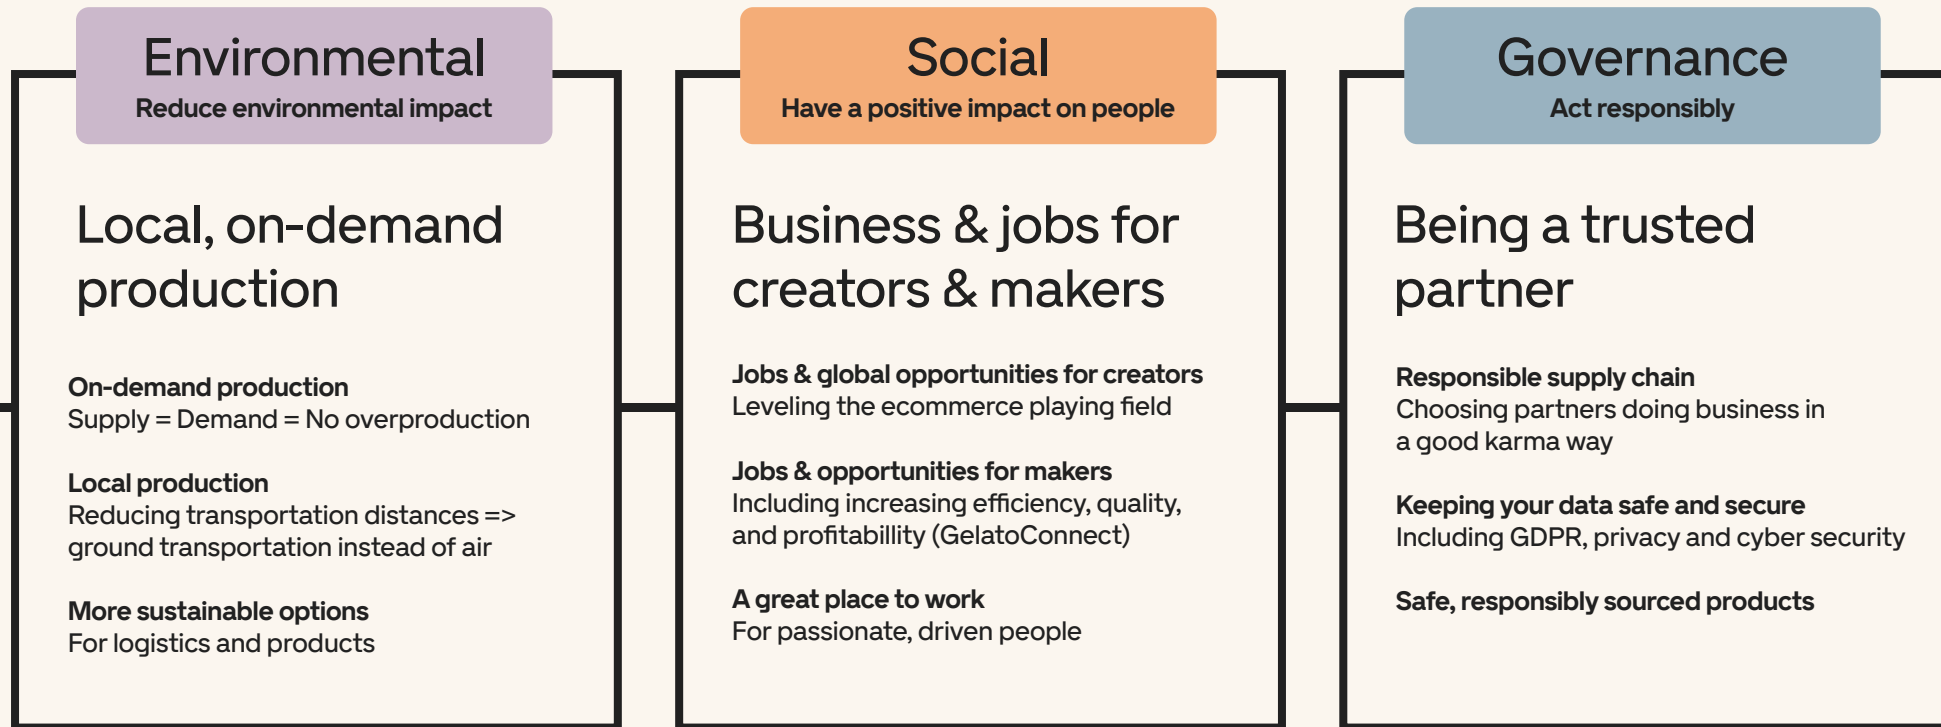 Environmental
Reduce environmental impact
Local, on-demand
production
On-demand production
Supply = Demand = No overproduction
Local production
Reducing transportation distances =>
ground transportation instead of air
More sustainable options
For logistics and products
Social
Have a positive impact on people
Business & jobs for
creators & makers
Jobs & global opportunities for creators
Leveling the ecommerce playing field
Jobs & opportunities for makers
Including increasing efficiency, quality,
and profitabillity (GelatoConnect)
A great place to work
For passionate, driven people
Governance
Act responsibly
Being a trusted
partner
Responsible supply chain
Choosing partners doing business in
a good karma way
Keeping your data safe and secure
Including GDPR, privacy and cyber security
Safe, responsibly sourced products